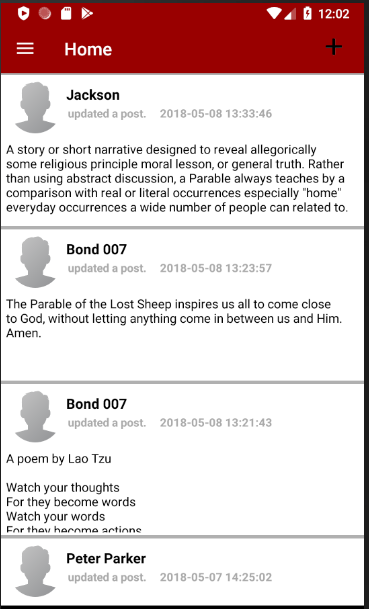 12:02
Home
Jackson
updated a post. 2018-05-08 13:33:46
A story or short narrative designed to reveal allegorically
some religious principle moral lesson, or general truth. Rather
than using abstract discussion, a Parable always teaches by a
comparison with real or literal occurrences especially "home"
everyday occurrences a wide number of people can related to.
Bond 007
updated a post. 2018-05-08 13:23:57
The Parable of the Lost Sheep inspires us all to come close
to God, without letting anything come in between us and Him.
Amen.
Bond 007
updated a post. 2018-05-08 13:21:43
A poem by Lao Tzu
Watch your thoughts
For they become words
Watch your words
For they become actions
Peter Parker
updated a post. 2018-05-07 14:25:02